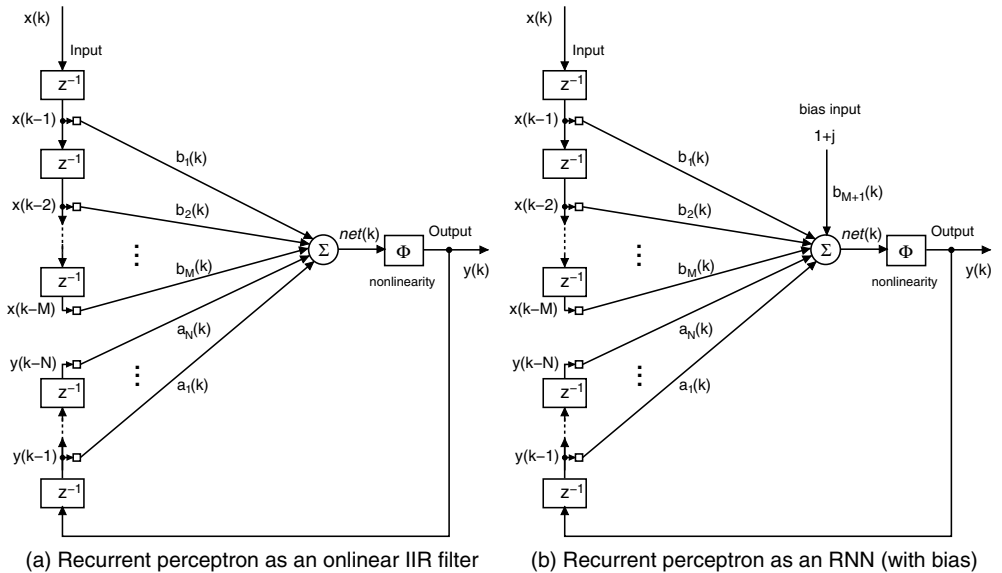 x(k)
Input
z⁻¹
x(k−1)
b₁(k)
z⁻¹
x(k-2)
b₂(k)
net(k)
Output
Σ
Φ
y(k)
b_M(k)
nonlinearity
z⁻¹
x(k−M)
a_N(k)
y(k−N)
z⁻¹
a₁(k)
y(k-1)
z⁻¹
(a) Recurrent perceptron as an onlinear IIR filter
x(k)
Input
z⁻¹
bias input
x(k−1)
1+j
b₁(k)
z⁻¹
b_{M+1}(k)
x(k−2)
b₂(k)
net(k)
Output
Σ
Φ
y(k)
b_M(k)
nonlinearity
z⁻¹
x(k−M)
a_N(k)
y(k−N)
z⁻¹
a₁(k)
y(k−1)
z⁻¹
(b) Recurrent perceptron as an RNN (with bias)